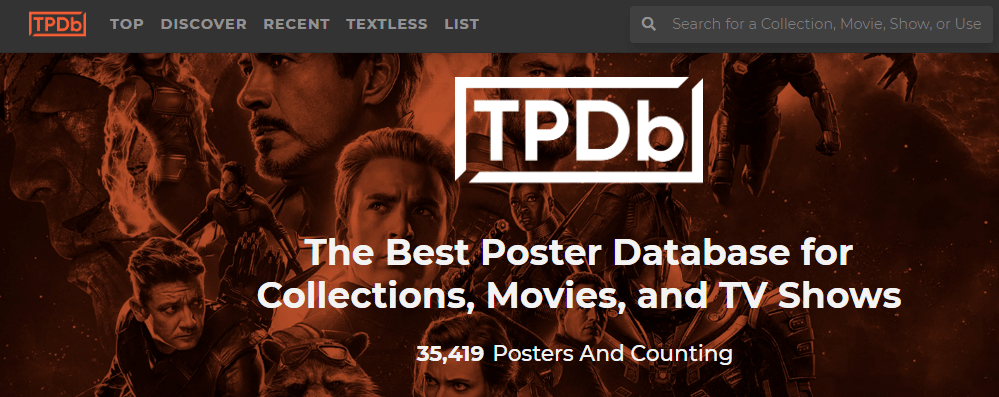 TPDb TOP DISCOVER RECENT TEXTLESS LIST Search for a Collection, Movie, Show, or Use
TPDb
The Best Poster Database for
Collections, Movies, and TV Shows
35,419 Posters And Counting